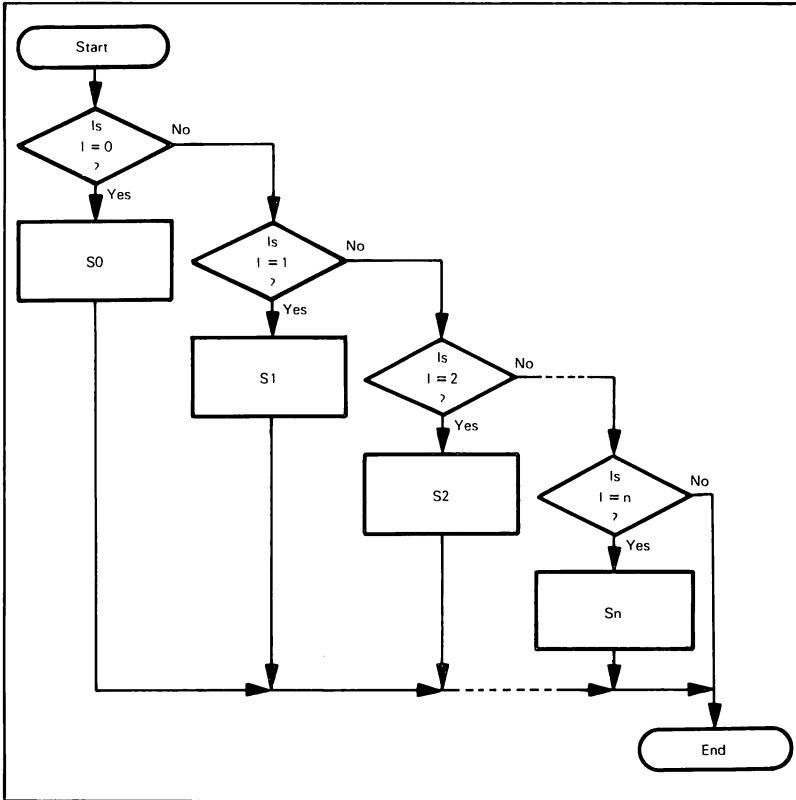 Start
Is
I = 0
?
No
Yes
S0
Is
I = 1
?
No
Yes
S1
Is
I = 2
?
No
Yes
S2
Is
I = n
?
No
Yes
Sn
End